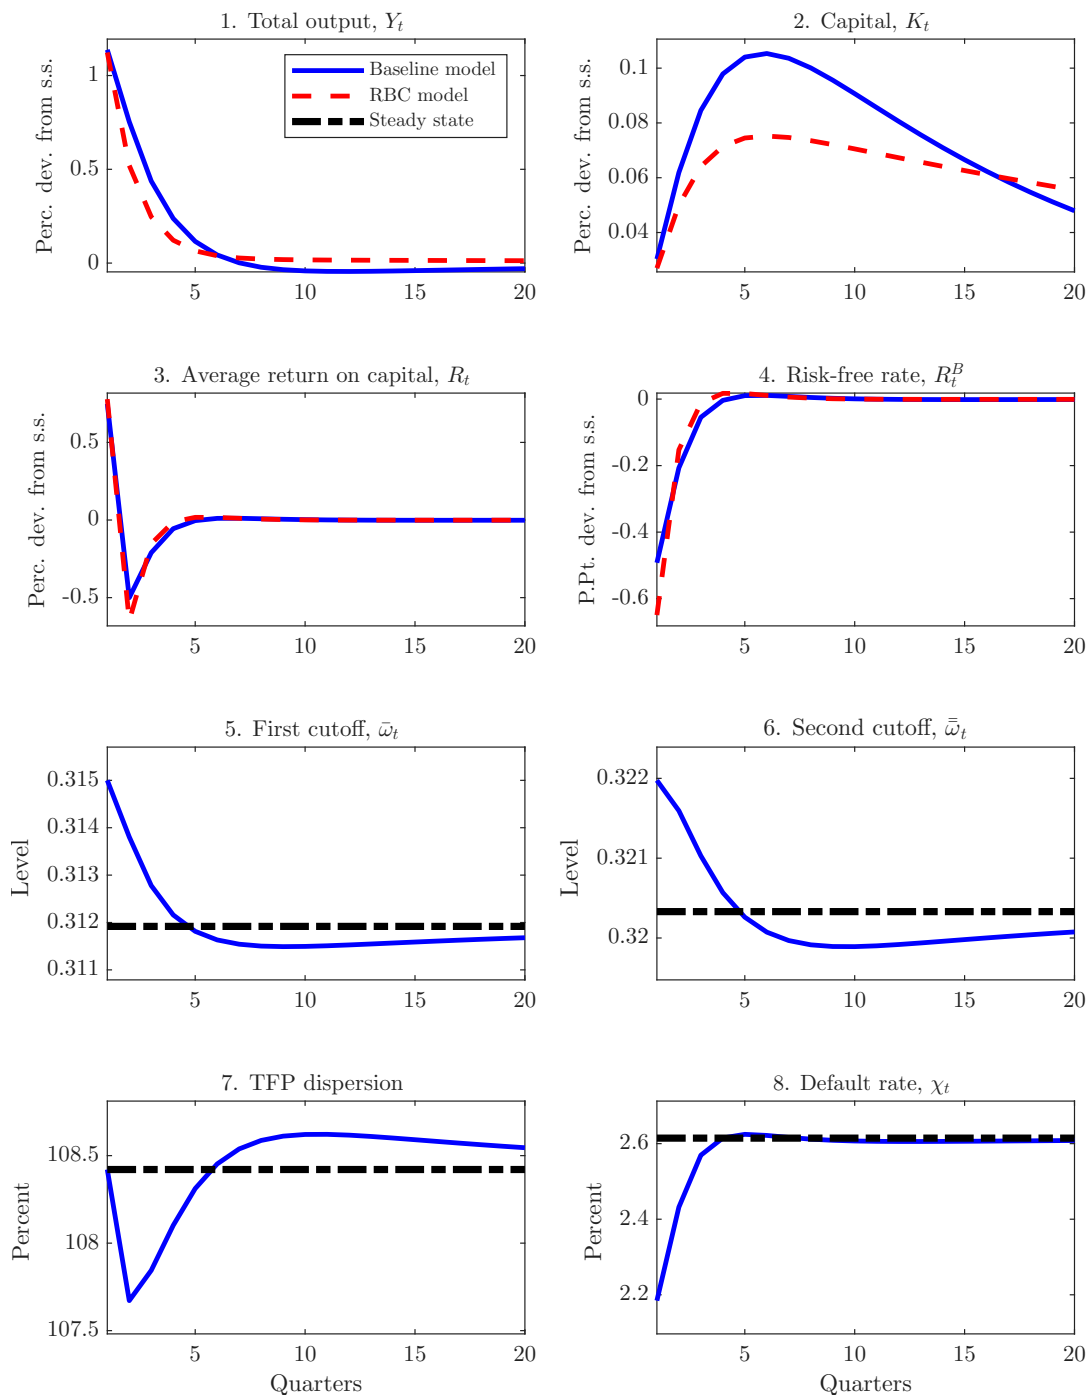 1. Total output, Y_t
Perc. dev. from s.s.
1
0.5
0
5
10
15
20
Baseline model
RBC model
Steady state
2. Capital, K_t
Perc. dev. from s.s.
0.1
0.08
0.06
0.04
5
10
15
20
3. Average return on capital, R_t
Perc. dev. from s.s.
0.5
0
-0.5
5
10
15
20
4. Risk-free rate, R_t^B
P.Pt. dev. from s.s.
0
-0.2
-0.4
-0.6
5
10
15
20
5. First cutoff, ω̄_t
Level
0.315
0.314
0.313
0.312
0.311
5
10
15
20
6. Second cutoff, ω̿_t
Level
0.322
0.321
0.32
5
10
15
20
7. TFP dispersion
Percent
108.5
108
107.5
5
10
15
20
Quarters
8. Default rate, χ_t
Percent
2.6
2.4
2.2
5
10
15
20
Quarters